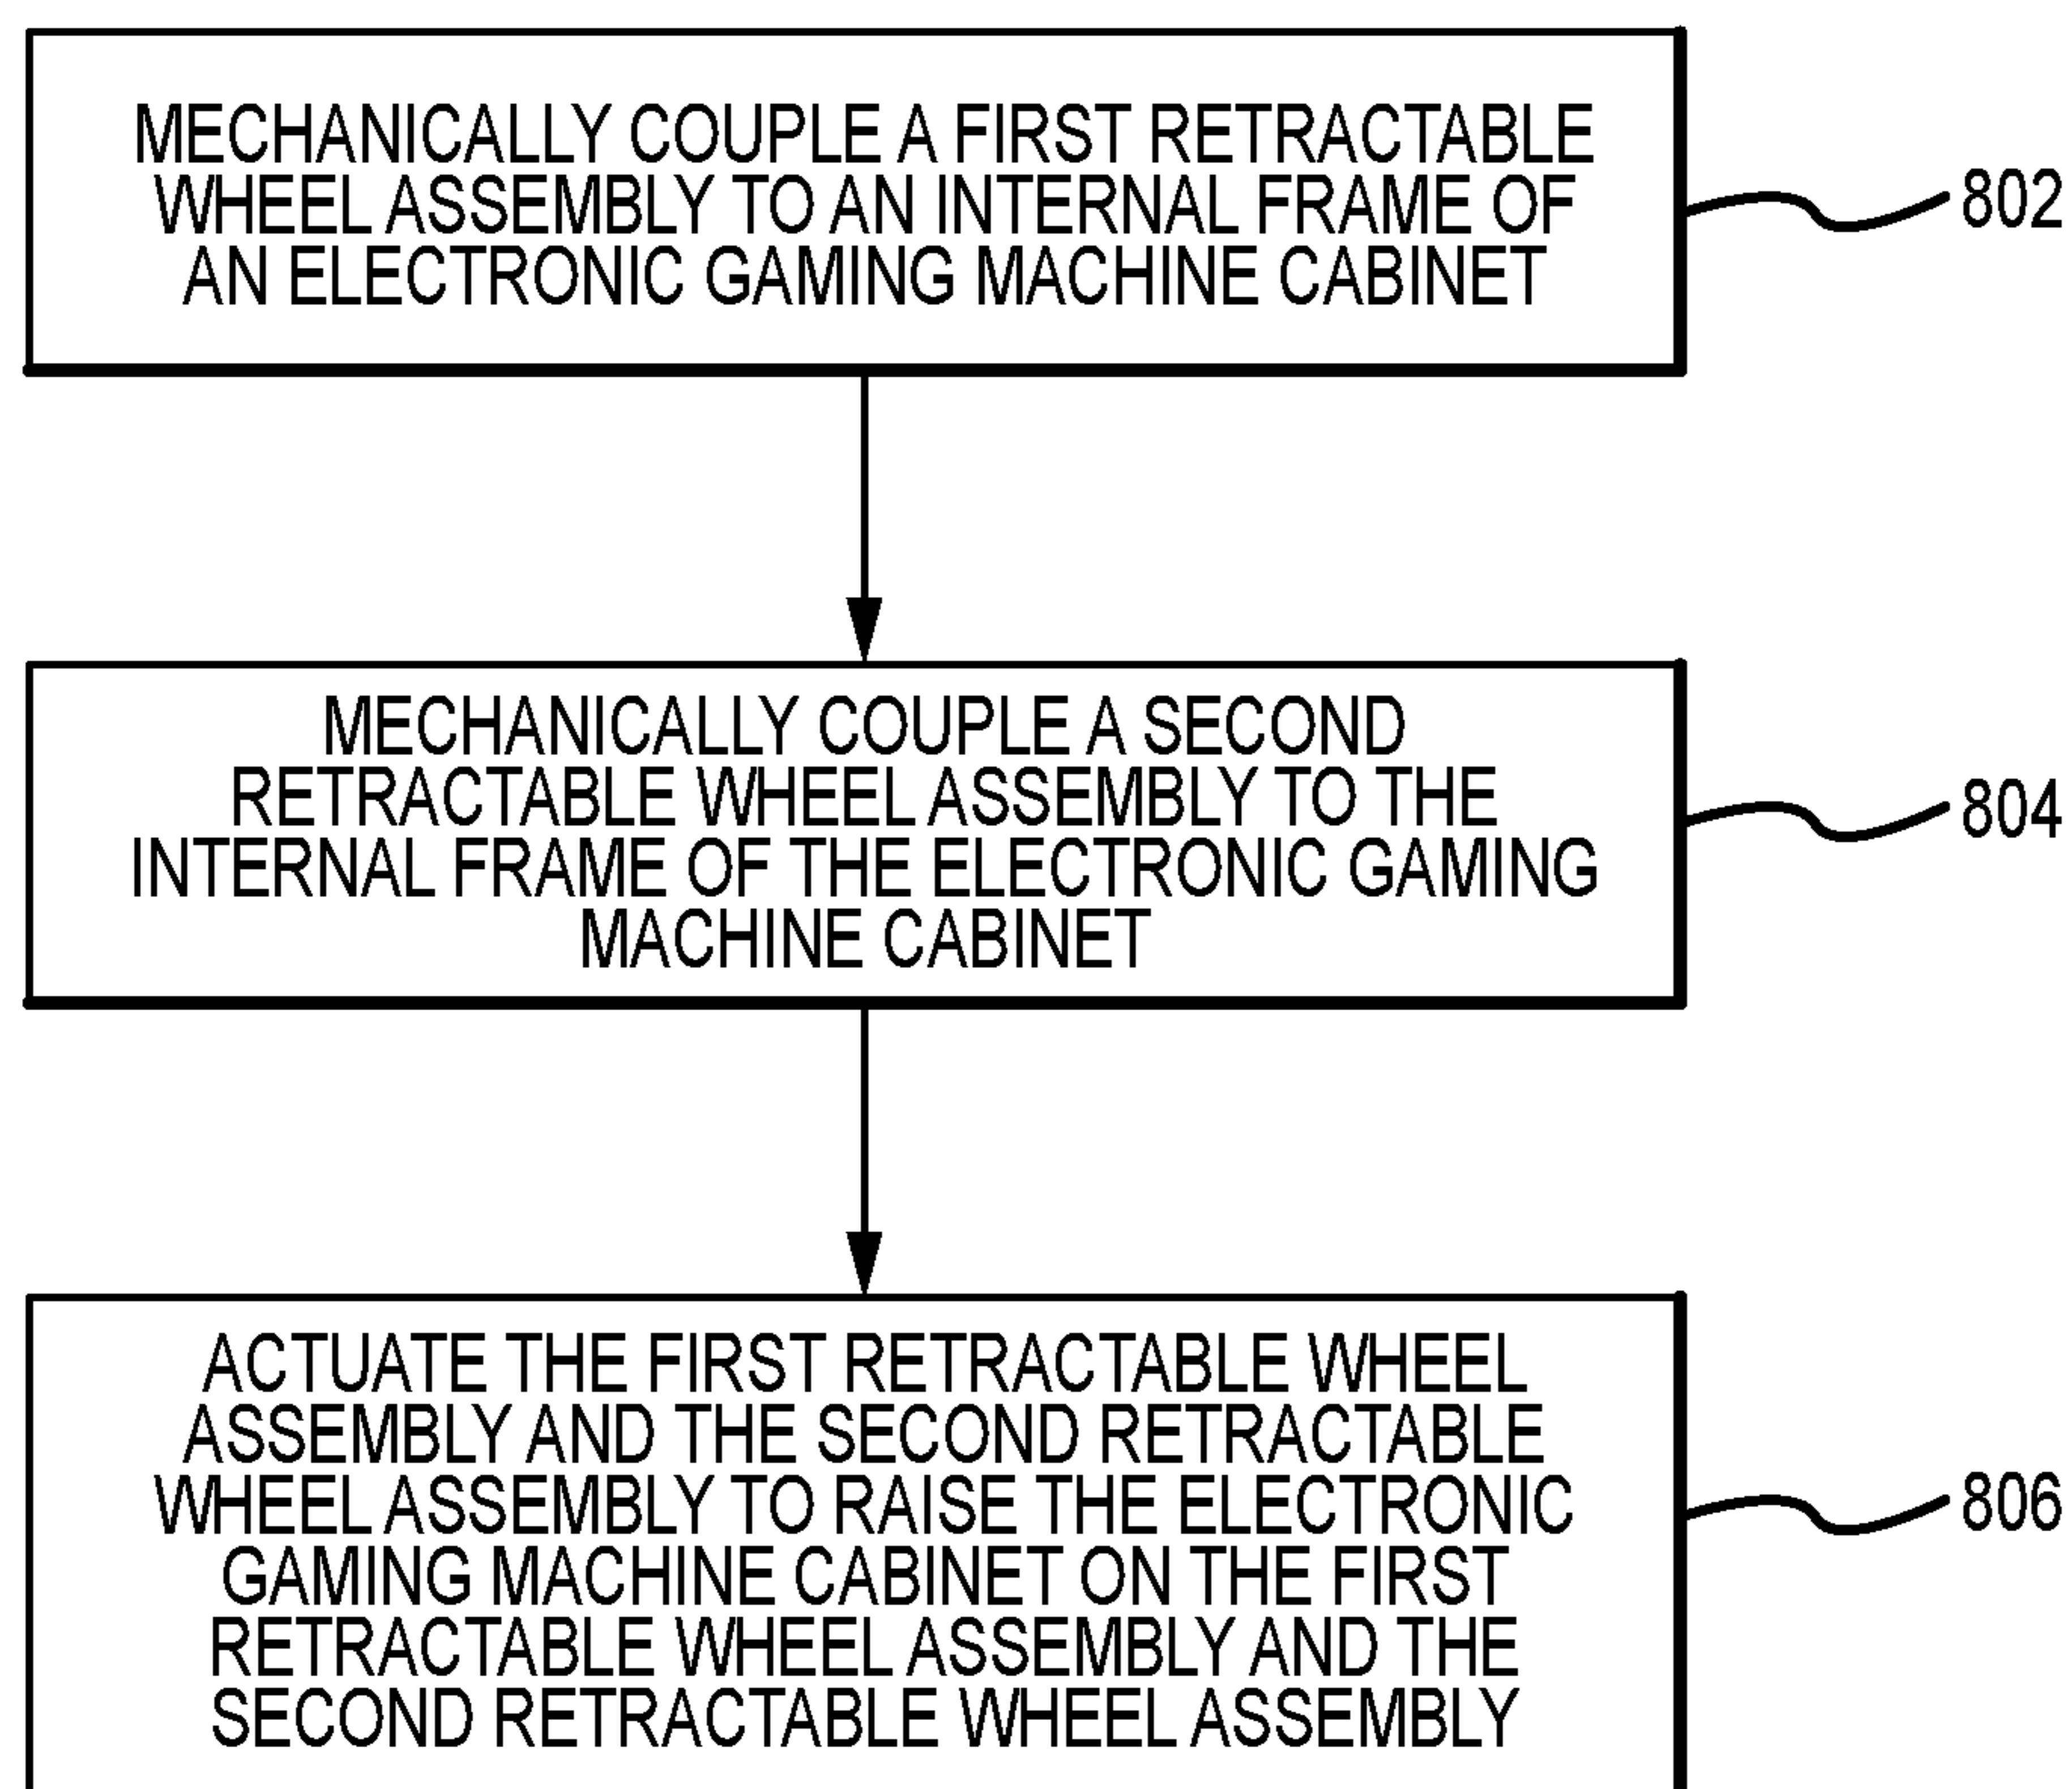 MECHANICALLY COUPLE A FIRST RETRACTABLE
WHEEL ASSEMBLY TO AN INTERNAL FRAME OF
AN ELECTRONIC GAMING MACHINE CABINET
802
MECHANICALLY COUPLE A SECOND
RETRACTABLE WHEEL ASSEMBLY TO THE
INTERNAL FRAME OF THE ELECTRONIC GAMING
MACHINE CABINET
804
ACTUATE THE FIRST RETRACTABLE WHEEL
ASSEMBLY AND THE SECOND RETRACTABLE
WHEEL ASSEMBLY TO RAISE THE ELECTRONIC
GAMING MACHINE CABINET ON THE FIRST
RETRACTABLE WHEEL ASSEMBLY AND THE
SECOND RETRACTABLE WHEEL ASSEMBLY
806